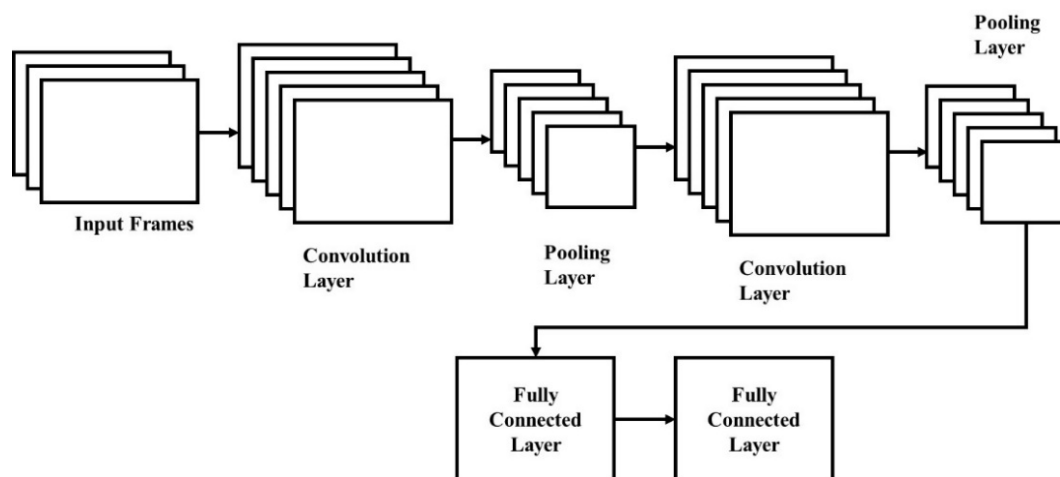 Pooling
Layer
Input Frames
Convolution
Layer
Pooling
Layer
Convolution
Layer
Fully
Connected
Layer
Fully
Connected
Layer